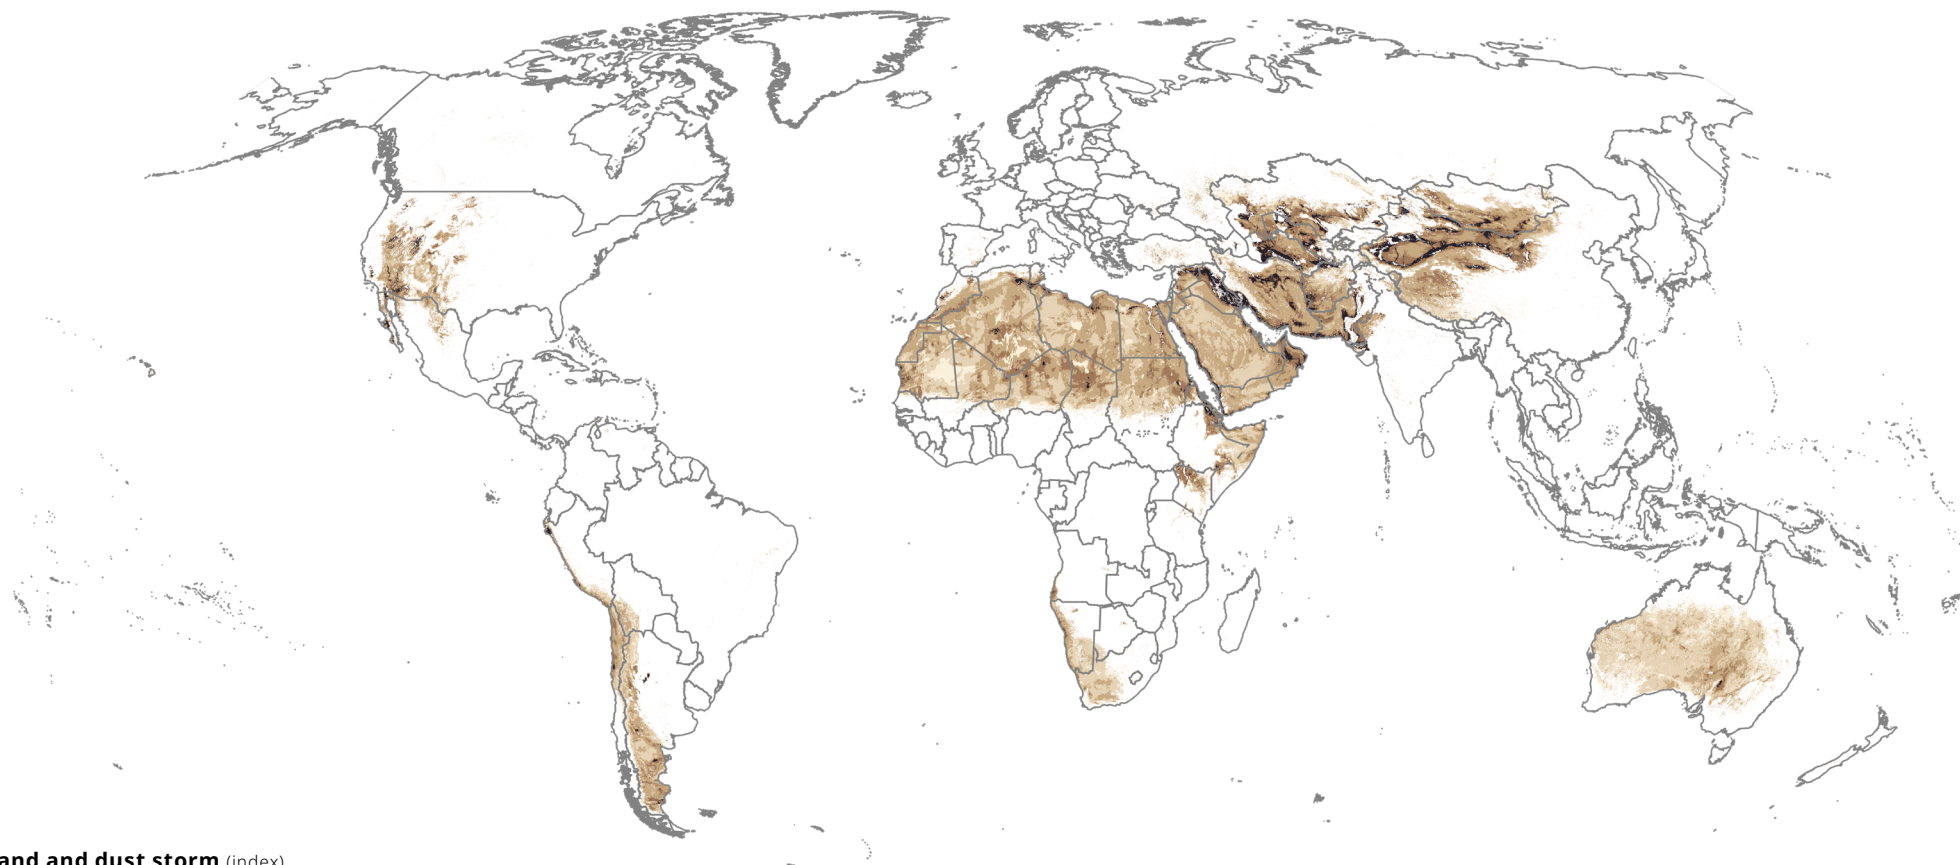 and and dust storm (index)